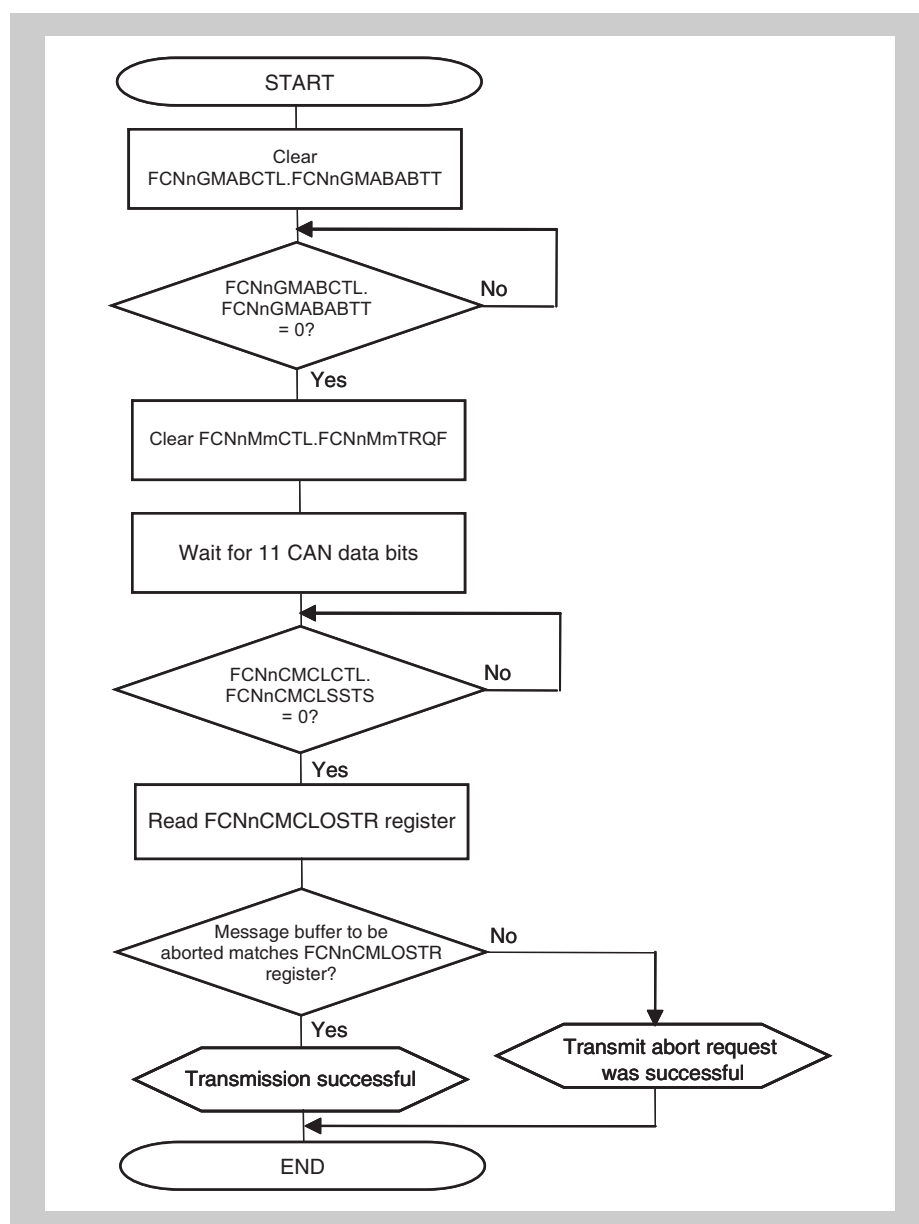 START
Clear
FCNnGMABCTL.FCNnGMABABTT
FCNnGMABCTL.
FCNnGMABABTT
= 0?
No
Yes
Clear FCNnMmCTL.FCNnMmTRQF
Wait for 11 CAN data bits
FCNnCMCLCTL.
FCNnCMCLSSTS
= 0?
No
Yes
Read FCNnCMCLOSTR register
Message buffer to be
aborted matches FCNnCMLOSTR
register?
No
Yes
Transmission successful
Transmit abort request
was successful
END